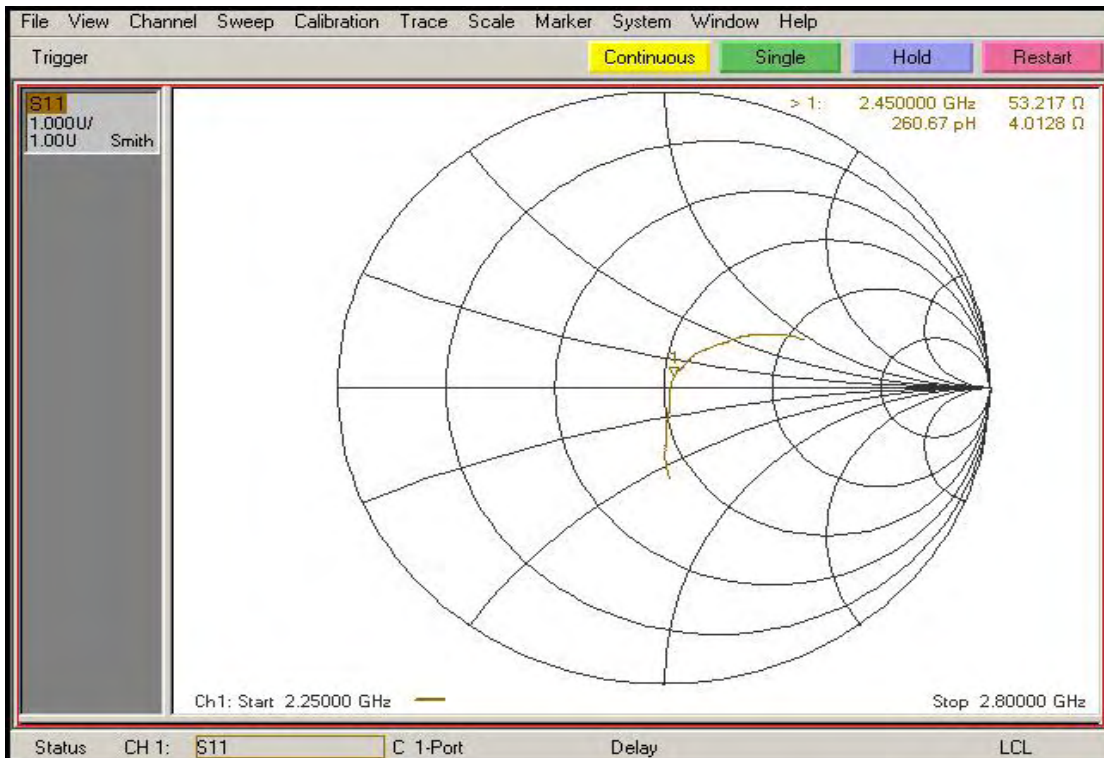 File View Channel Sweep Calibration Trace Scale Marker System Window Help
Trigger Continuous Single Hold Restart
S11
1.000U/
1.00U Smith
> 1: 2.450000 GHz 53.217 Ω
260.67 pH 4.0128 Ω
1
Ch1: Start 2.25000 GHz Stop 2.80000 GHz
Status CH 1: S11 C 1-Port Delay LCL